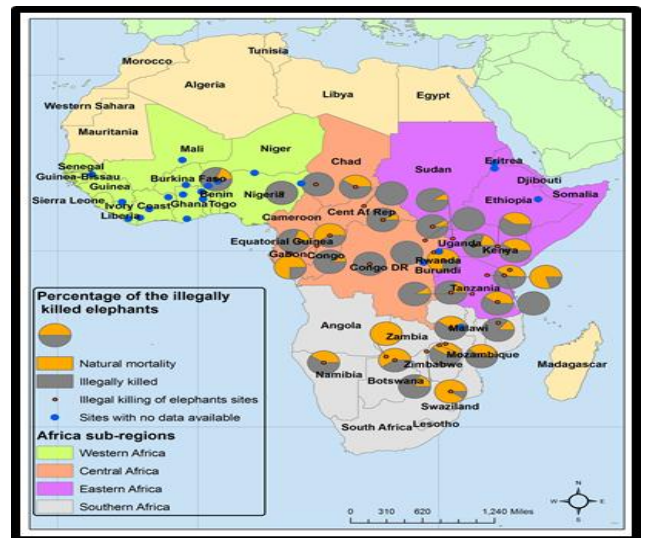 Tunisia
Morocco
Algeria
Libya
Egypt
Western Sahara
Mauritania
Mali
Niger
Chad
Sudan
Eritrea
Senegal
Guinea-Bissau
Guinea
Burkina Faso
Benin
Nigeria
Djibouti
Somalia
Ethiopia
Sierra Leone
Ivory Coast
Ghana
Togo
Liberia
Cameroon
Cent Af Rep
Equatorial Guinea
Uganda
Kenya
Gabon
Congo
Congo DR
Rwanda
Burundi
Tanzania
Angola
Zambia
Malawi
Mozambique
Zimbabwe
Namibia
Botswana
Madagascar
Swaziland
South Africa
Lesotho
Percentage of the illegally
killed elephants
Natural mortality
Illegally killed
Illegal killing of elephants sites
Sites with no data available
Africa sub-regions
Western Africa
Central Africa
Eastern Africa
Southern Africa
N
W
E
S
0 310 620 1,240 Miles